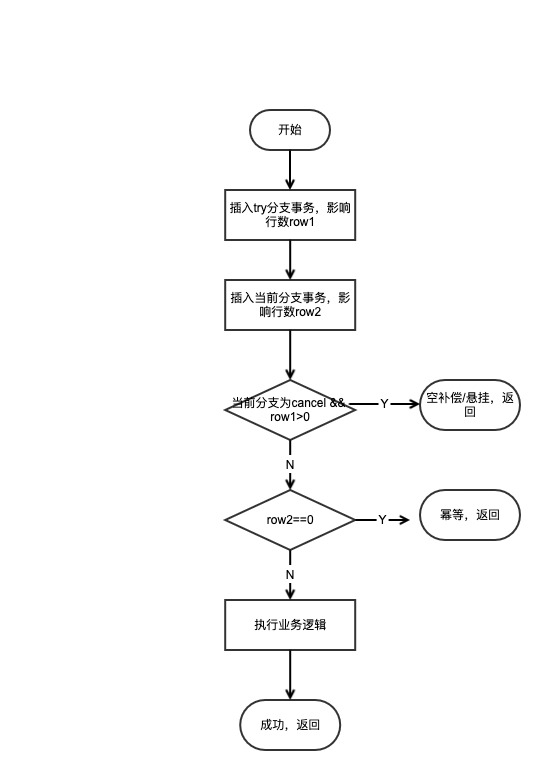 开始
插入try分支事务，影响
行数row1
插入当前分支事务，影
响行数row2
当前分支为cancel &&
row1>0
Y
空补偿/悬挂，返
回
N
row2==0
Y
幂等，返回
N
执行业务逻辑
成功，返回